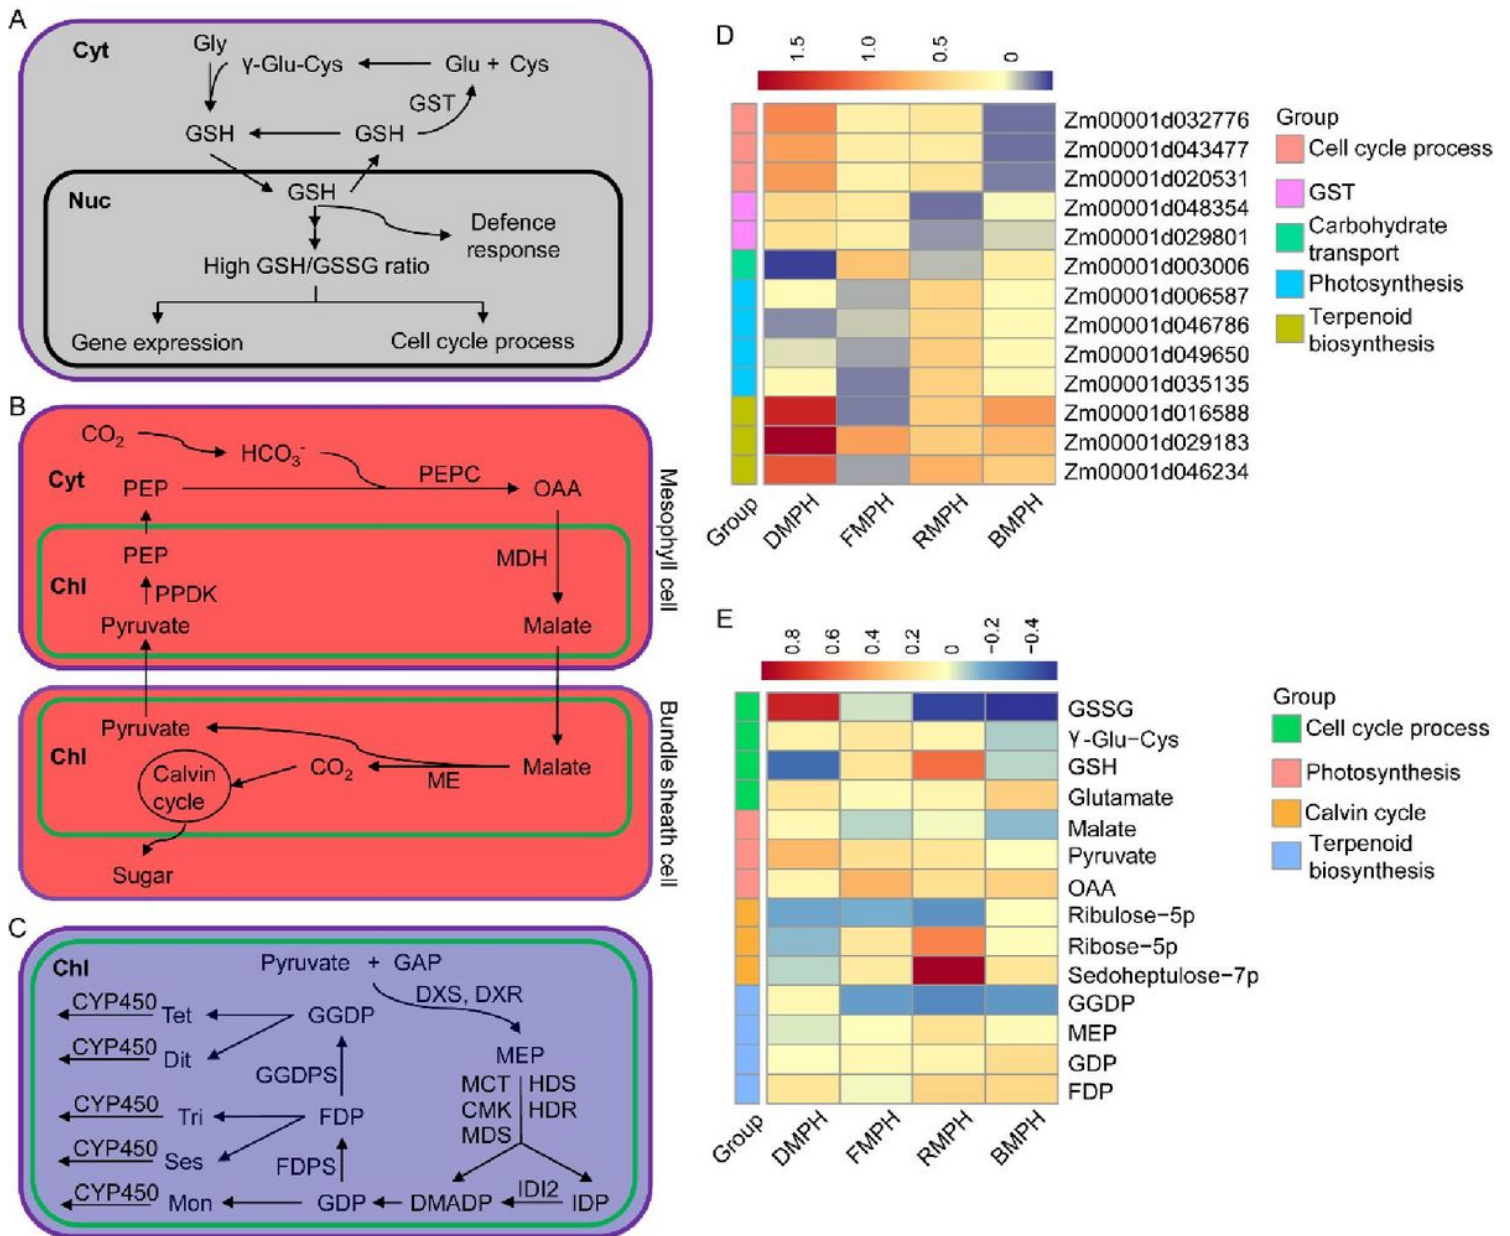 A
Cyt
Gly
γ-Glu-Cys
Glu + Cys
GST
GSH
GSH
GSH
Nuc
Defence
response
High GSH/GSSG ratio
Gene expression
Cell cycle process
B
CO2
HCO3-
PEPC
Cyt
PEP
OAA
PEP
MDH
Chl
PPDK
Pyruvate
Malate
Mesophyll cell
Pyruvate
Chl
Calvin
cycle
CO2
ME
Malate
Sugar
Bundle sheath cell
C
Chl
Pyruvate + GAP
DXS, DXR
CYP450
Tet
GGDP
CYP450
Dit
MEP
GGDPS
MCT
HDS
CMK
HDR
MDS
CYP450
Tri
FDP
CYP450
Ses
FDPS
CYP450
Mon
GDP
DMADP
IDI2
IDP
D
1.5
1.0
0.5
0
Zm00001d032776
Zm00001d043477
Zm00001d020531
Zm00001d048354
Zm00001d029801
Zm00001d003006
Zm00001d006587
Zm00001d046786
Zm00001d049650
Zm00001d035135
Zm00001d016588
Zm00001d029183
Zm00001d046234
Group
DMPH
FMPH
RMPH
BMPH
Group
Cell cycle process
GST
Carbohydrate
transport
Photosynthesis
Terpenoid
biosynthesis
E
0.8
0.6
0.4
0.2
0
−0.2
−0.4
GSSG
γ−Glu−Cys
GSH
Glutamate
Malate
Pyruvate
OAA
Ribulose−5p
Ribose−5p
Sedoheptulose−7p
GGDP
MEP
GDP
FDP
Group
DMPH
FMPH
RMPH
BMPH
Group
Cell cycle process
Photosynthesis
Calvin cycle
Terpenoid
biosynthesis